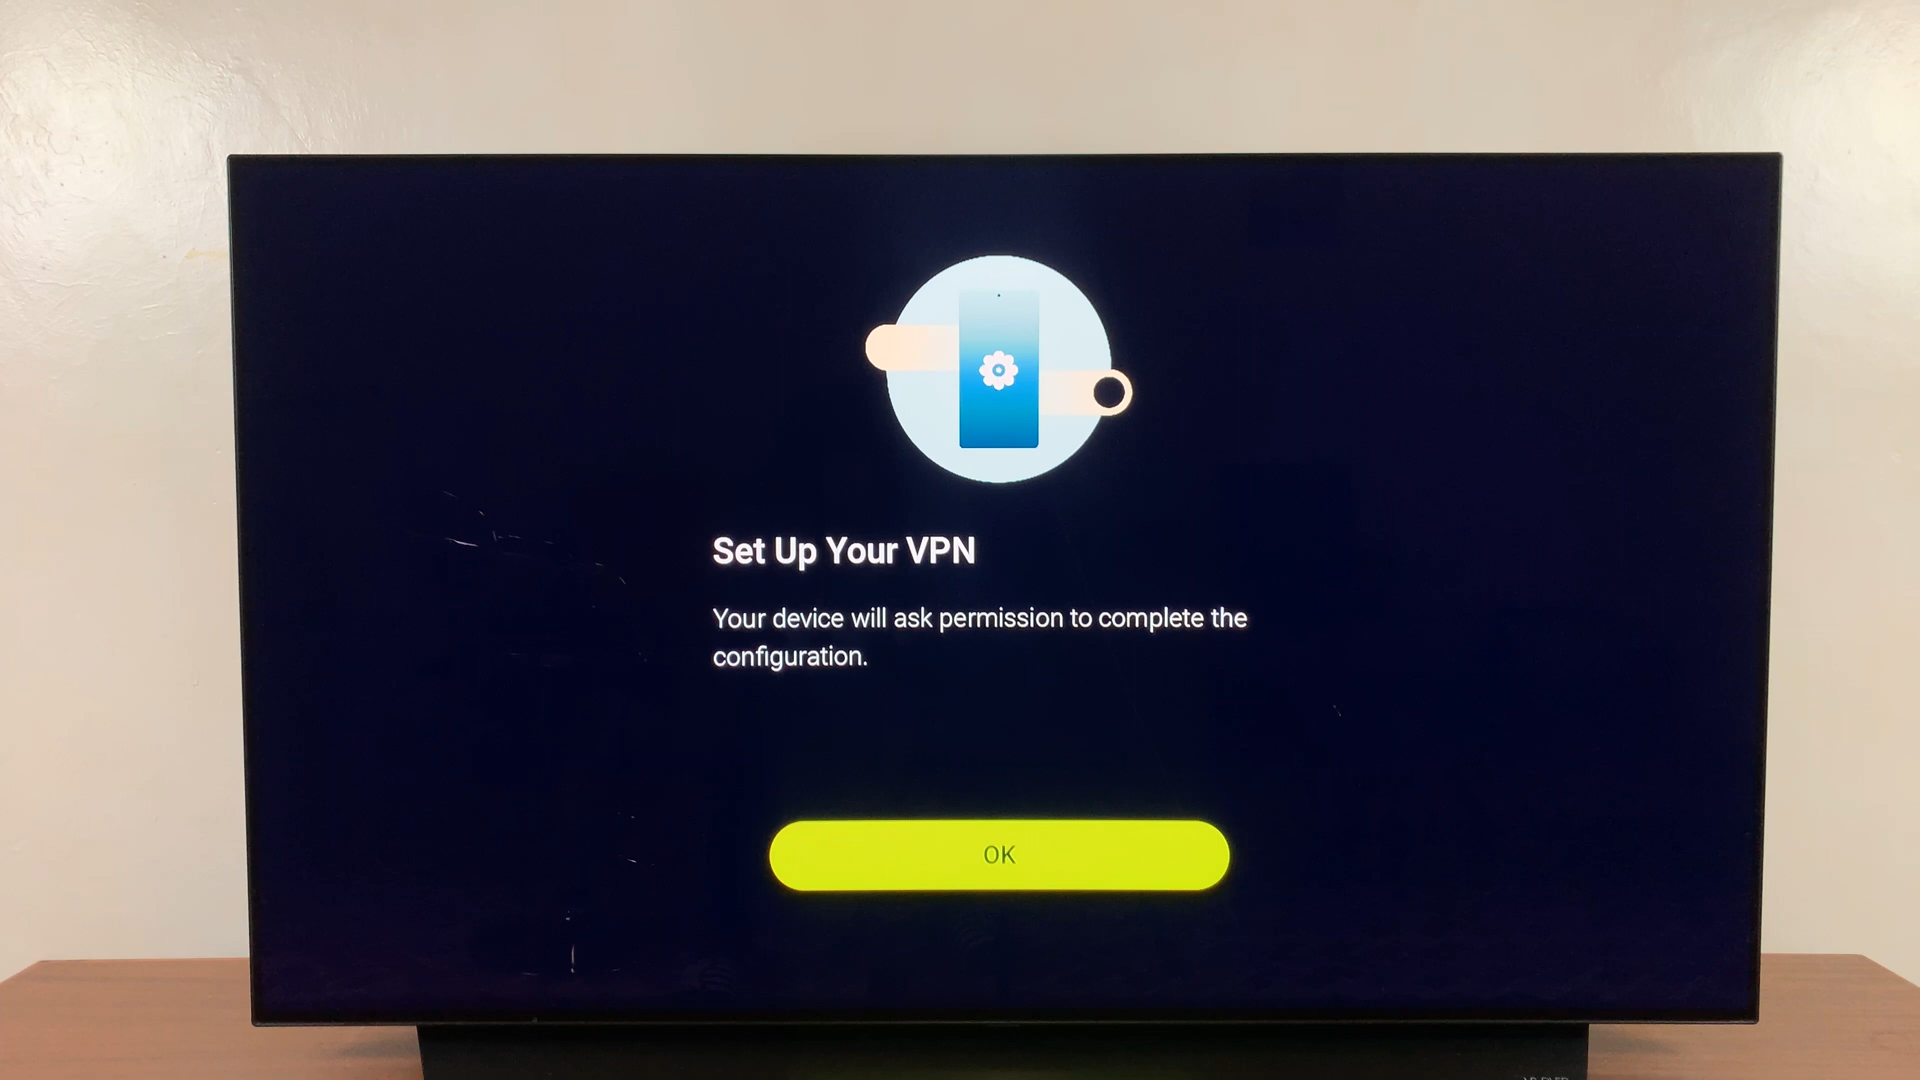 Set Up Your VPN
Your device will ask permission to complete the
configuration.
OK